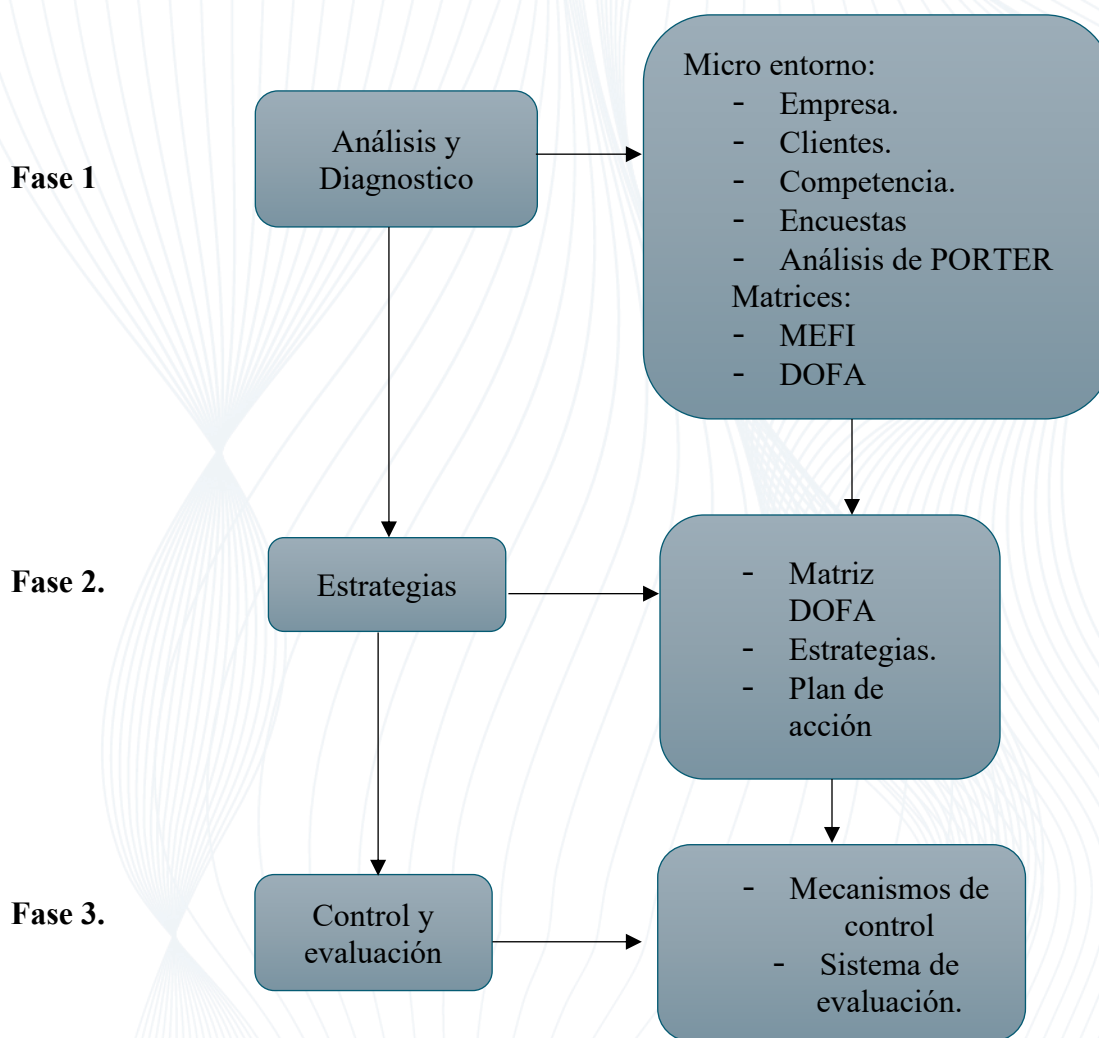 Fase 1
Análisis y
Diagnostico
Micro entorno:
- Empresa.
- Clientes.
- Competencia.
- Encuestas
- Análisis de PORTER
Matrices:
- MEFI
- DOFA
Fase 2.
Estrategias
- Matriz
DOFA
- Estrategias.
- Plan de
acción
Fase 3.
Control y
evaluación
- Mecanismos de
control
- Sistema de
evaluación.